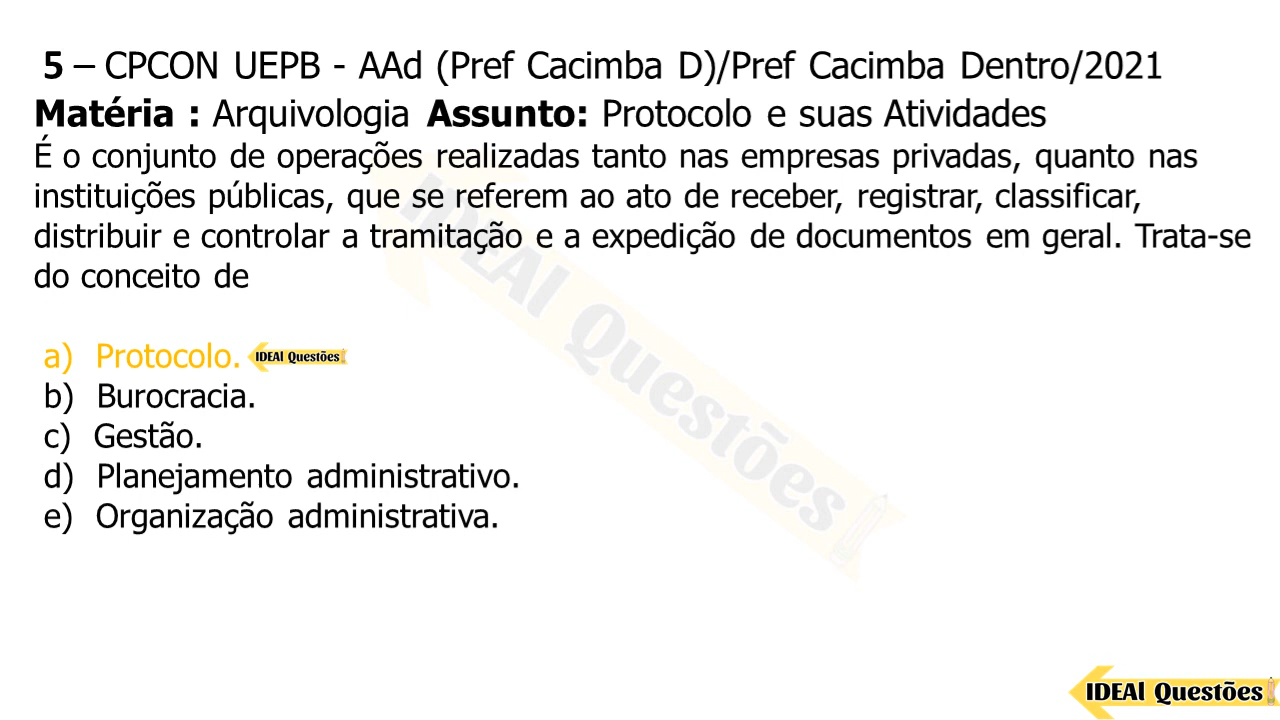 5 – CPCON UEPB - AAd (Pref Cacimba D)/Pref Cacimba Dentro/2021
Matéria : Arquivologia Assunto: Protocolo e suas Atividades
É o conjunto de operações realizadas tanto nas empresas privadas, quanto nas
instituições públicas, que se referem ao ato de receber, registrar, classificar,
distribuir e controlar a tramitação e a expedição de documentos em geral. Trata-se
do conceito de
a) Protocolo. IDEAl Questões
b) Burocracia.
c) Gestão.
d) Planejamento administrativo.
e) Organização administrativa.
IDEAl Questões
IDEAl Questões